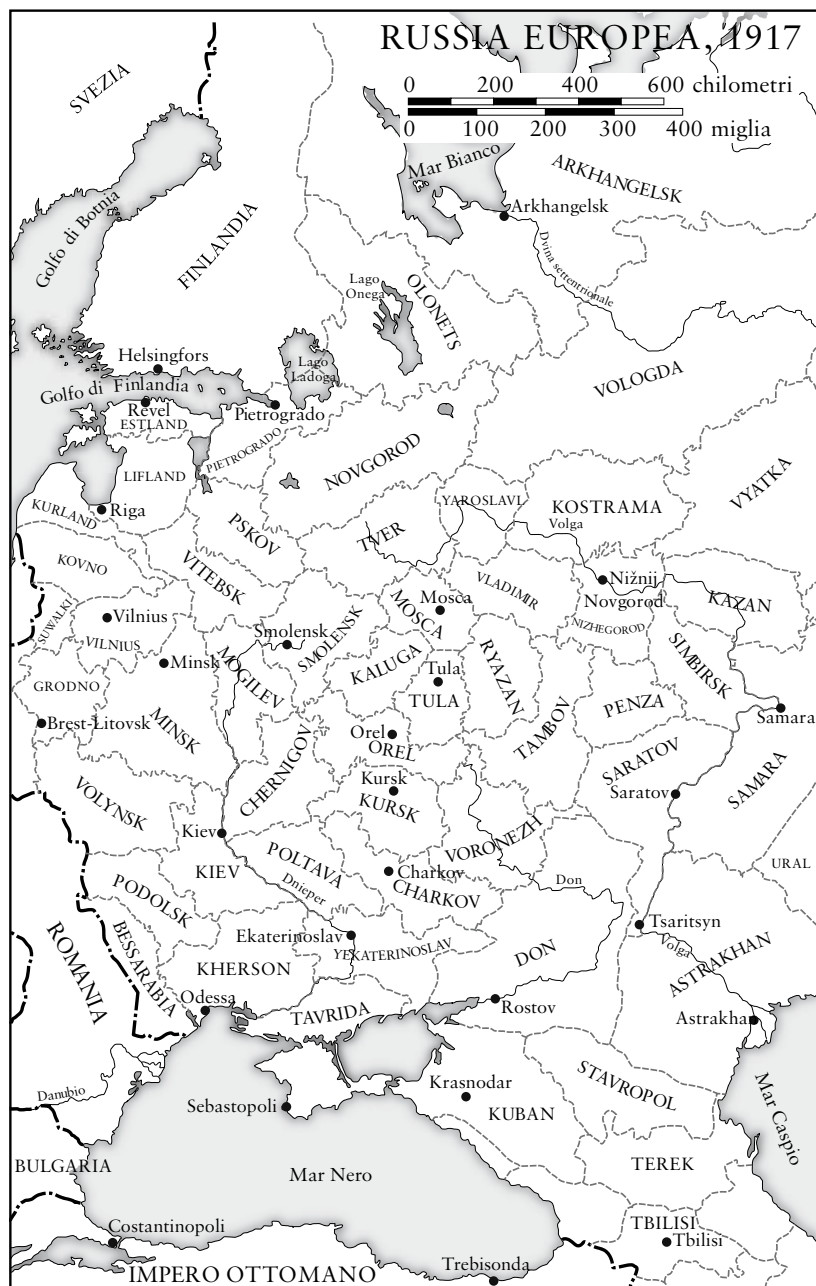 RUSSIA EUROPEA, 1917
0 200 400 600 chilometri
0 100 200 300 400 miglia
SVEZIA
Mar Bianco
ARKHANGELSK
Arkhangelsk
Golfo di Botnia
FINLANDIA
Dvina settentrionale
Lago
Onega
OLONETS
Helsingfors
Lago
Ladoga
VOLOGDA
Golfo di Finlandia
Revel
ESTLAND
Pietrogrado
PIETROGRADO
NOVGOROD
LIFLAND
VYATKA
KURLAND
Riga
PSKOV
TVER
YAROSLAVL
KOSTRAMA
Volga
KOVNO
VITEBSK
Nižnij
Novgorod
VLADIMIR
KAZAN
SUWALKI
Vilnius
VILNIUS
Mosca
MOSCA
NIZHEGOROD
Smolensk
SMOLENSK
Minsk
MOGILEV
KALUGA
Tula
TULA
RYAZAN
SIMBIRSK
GRODNO
Brest-Litovsk
MINSK
PENZA
Samara
TAMBOV
Orel
OREL
CHERNIGOV
SARATOV
Saratov
SAMARA
Kursk
KURSK
VOLYNSK
Kiev
KIEV
POLTAVA
VORONEZH
Charkov
CHARKOV
Don
URAL
PODOLSK
Dnieper
Tsaritsyn
Volga
ASTRAKHAN
Ekaterinoslav
YEKATERINOSLAV
DON
BESSARABIA
ROMANIA
KHERSON
Odessa
TAVRIDA
Rostov
Astrakhan
Danubio
Sebastopoli
Krasnodar
KUBAN
STAVROPOL
Mar Caspio
BULGARIA
Mar Nero
TEREK
Costantinopoli
TBILISI
Tbilisi
IMPERO OTTOMANO
Trebisonda